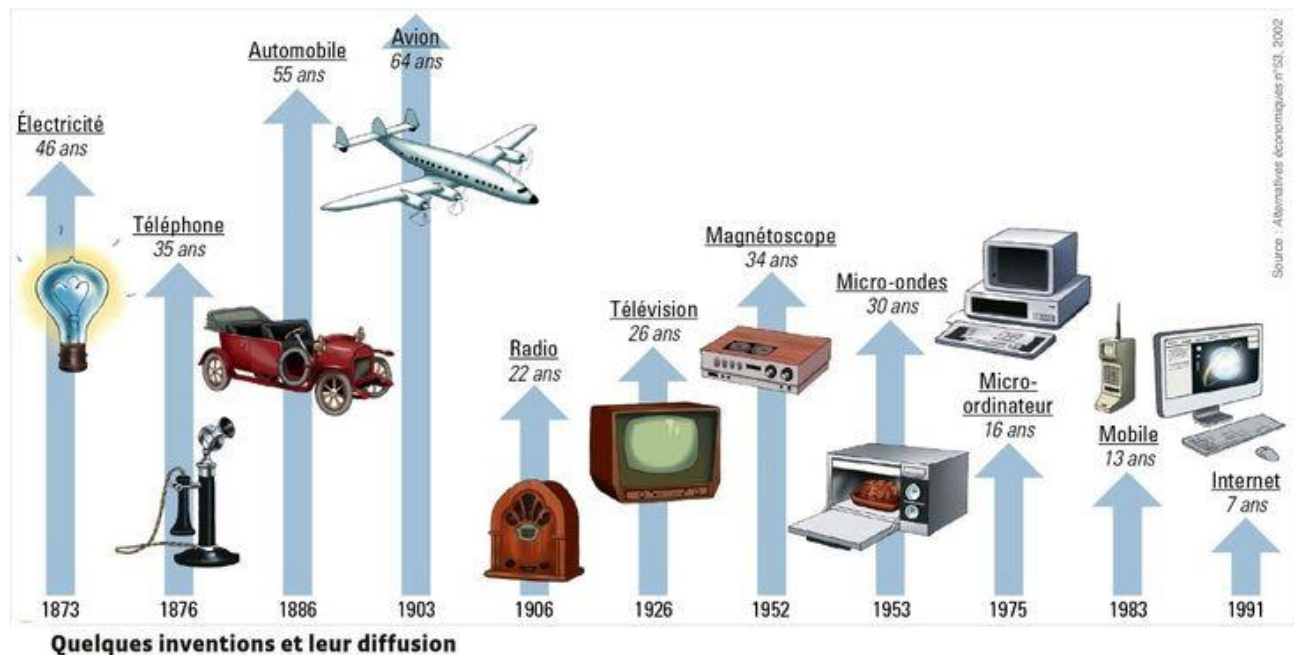 Électricité
46 ans
Téléphone
35 ans
Automobile
55 ans
Avion
64 ans
Radio
22 ans
Télévision
26 ans
Magnétoscope
34 ans
Micro-ondes
30 ans
Micro-
ordinateur
16 ans
Mobile
13 ans
Internet
7 ans
Source : Alternatives économiques n°53, 2002
1873 1876 1886 1903 1906 1926 1952 1953 1975 1983 1991
Quelques inventions et leur diffusion